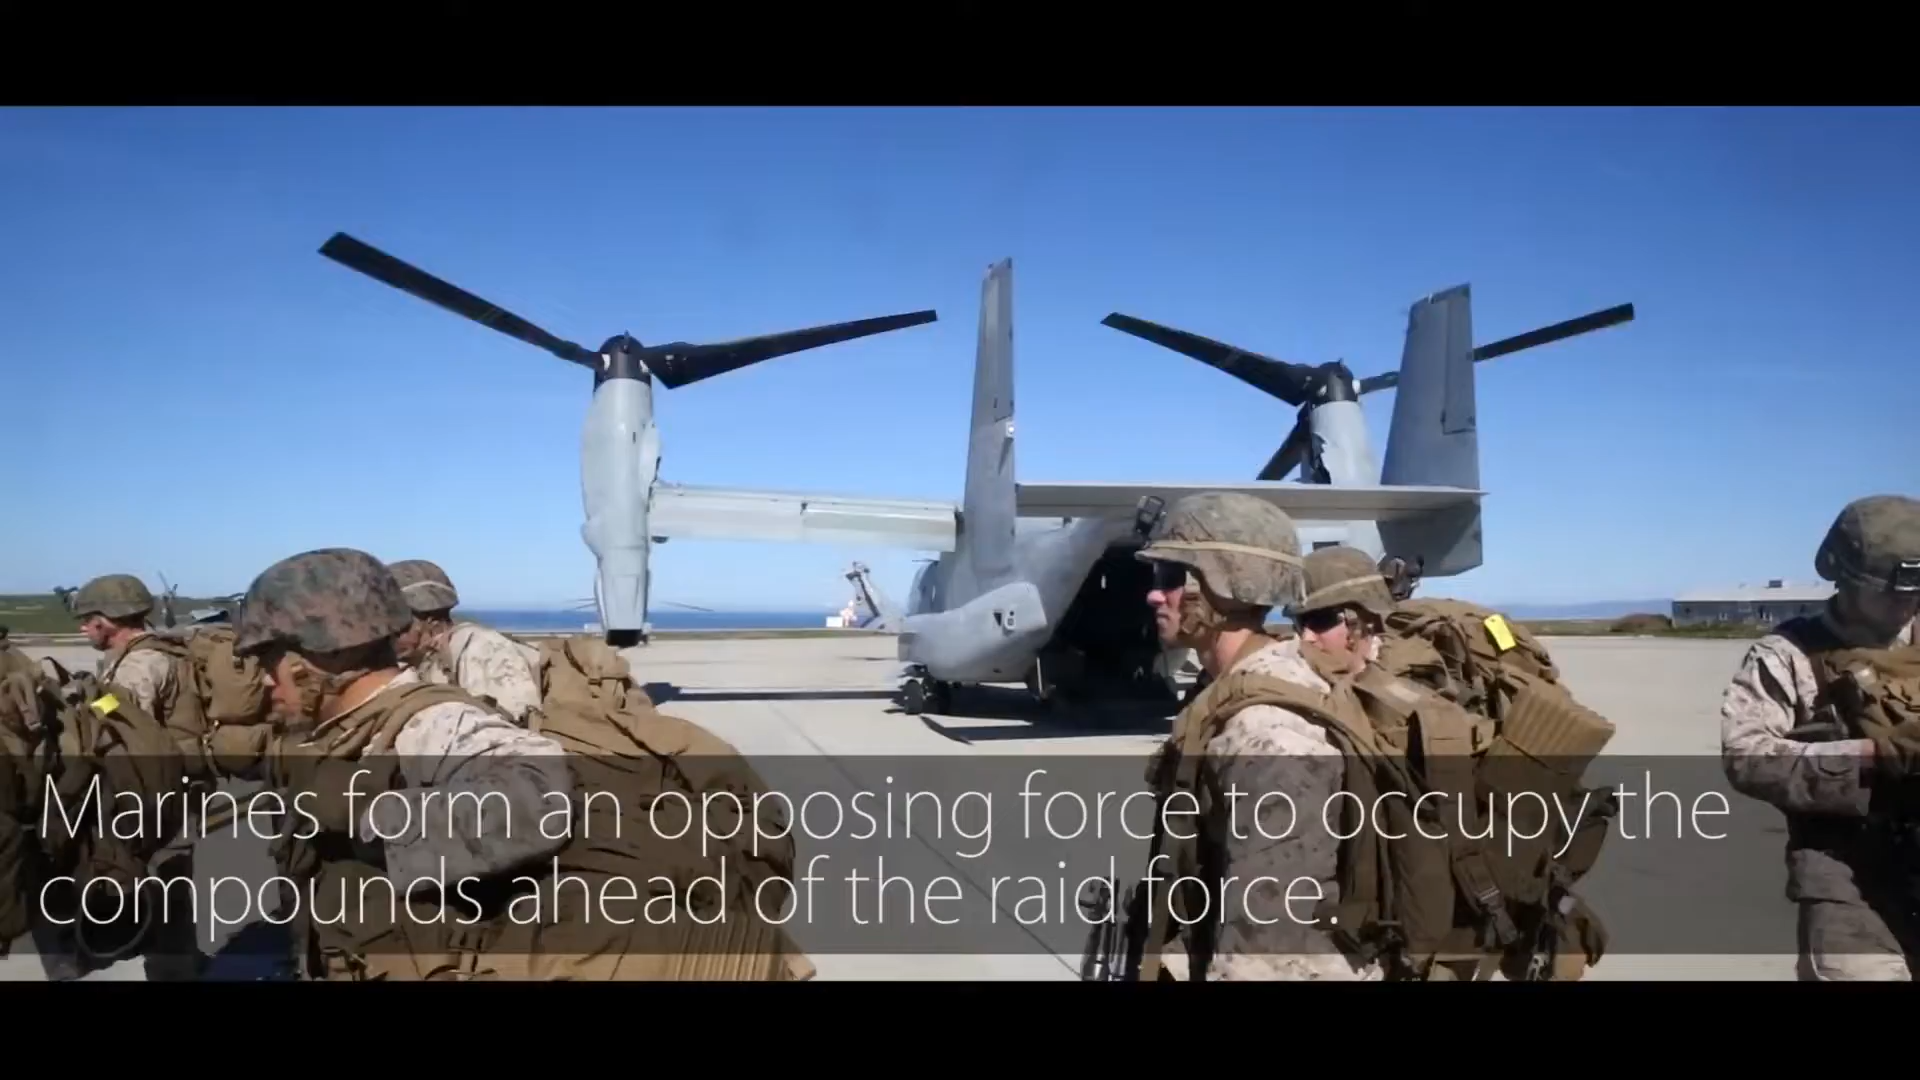 Marines form an opposing force to occupy the
compounds ahead of the raid force.